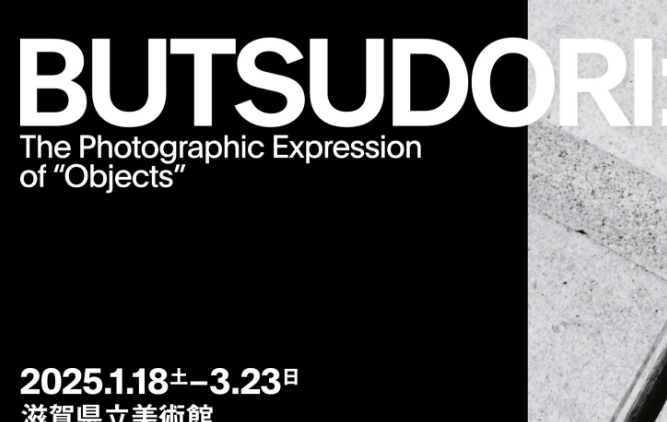 BUTSUDORI:
The Photographic Expression
of “Objects”
2025.1.18土–3.23日
滋賀県立美術館